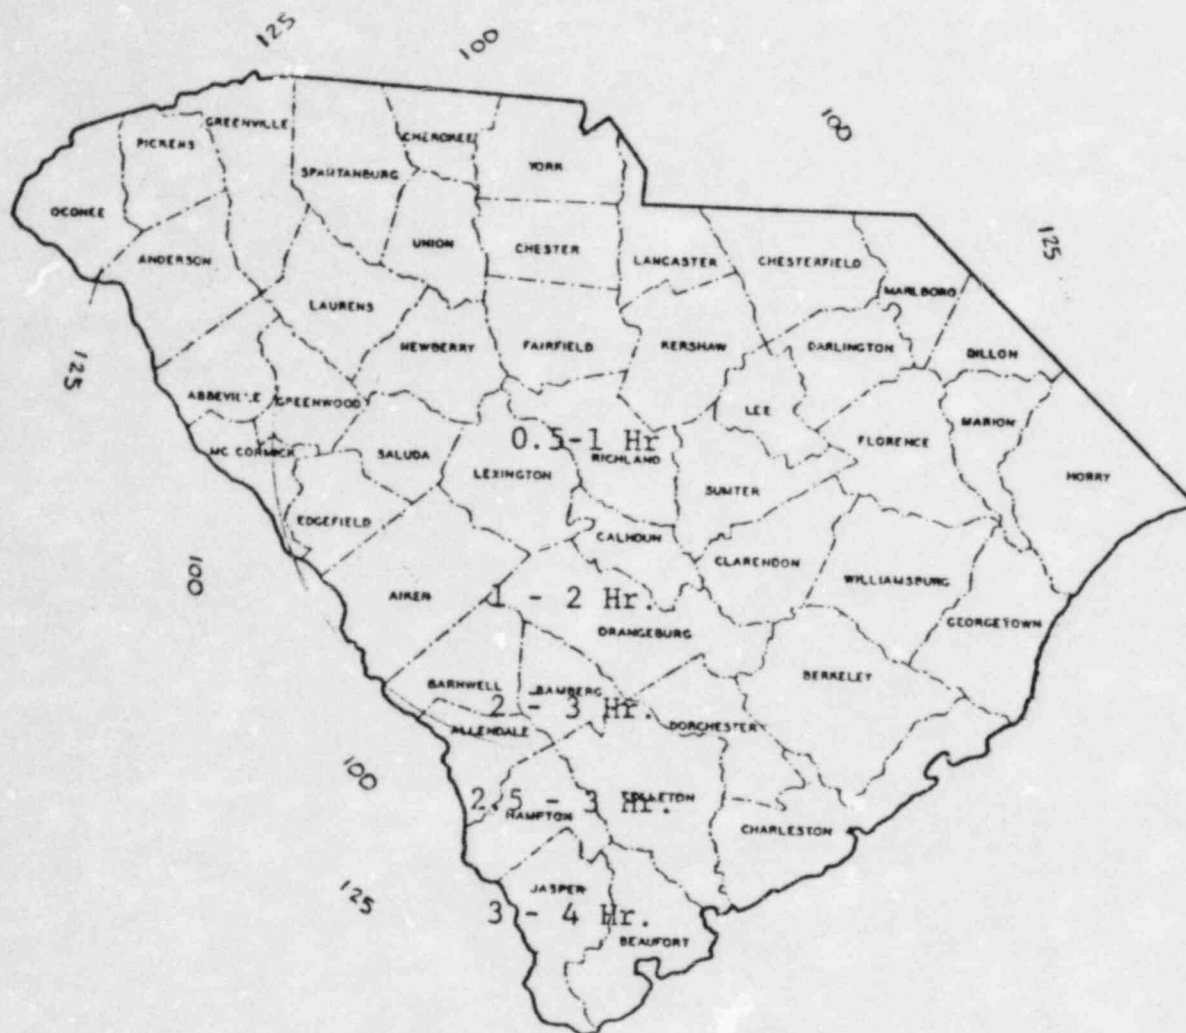 125
100
GREENVILLE
PICKENS
CHEROKEE
100
SPARTANBURG
YORK
OCONEE
125
UNION
CHESTER
ANDERSON
LANCASTER
CHESTERFIELD
MARLBORO
LAURENS
NEWBERRY
FAIRFIELD
KERSHAW
DARLINGTON
DILLON
125
ABBEVILLE
GREENWOOD
LEE
MARION
0.5-1 Hr
FLORENCE
MC CORMICK
SALUDA
RICHLAND
LEXINGTON
HORRY
SUMTER
EDGEFIELD
CALHOUN
CLARENDON
100
WILLIAMSBURG
AIKEN
1 - 2 Hr.
GEORGETOWN
ORANGEBURG
BERKELEY
BARNWELL
BAMBERG
2 - 3 Hr.
DORCHESTER
ALLENDALE
100
2.5 - 3 Hr.
COLLETON
HAMPTON
CHARLESTON
125
JASPER
3 - 4 Hr.
BEAUFORT